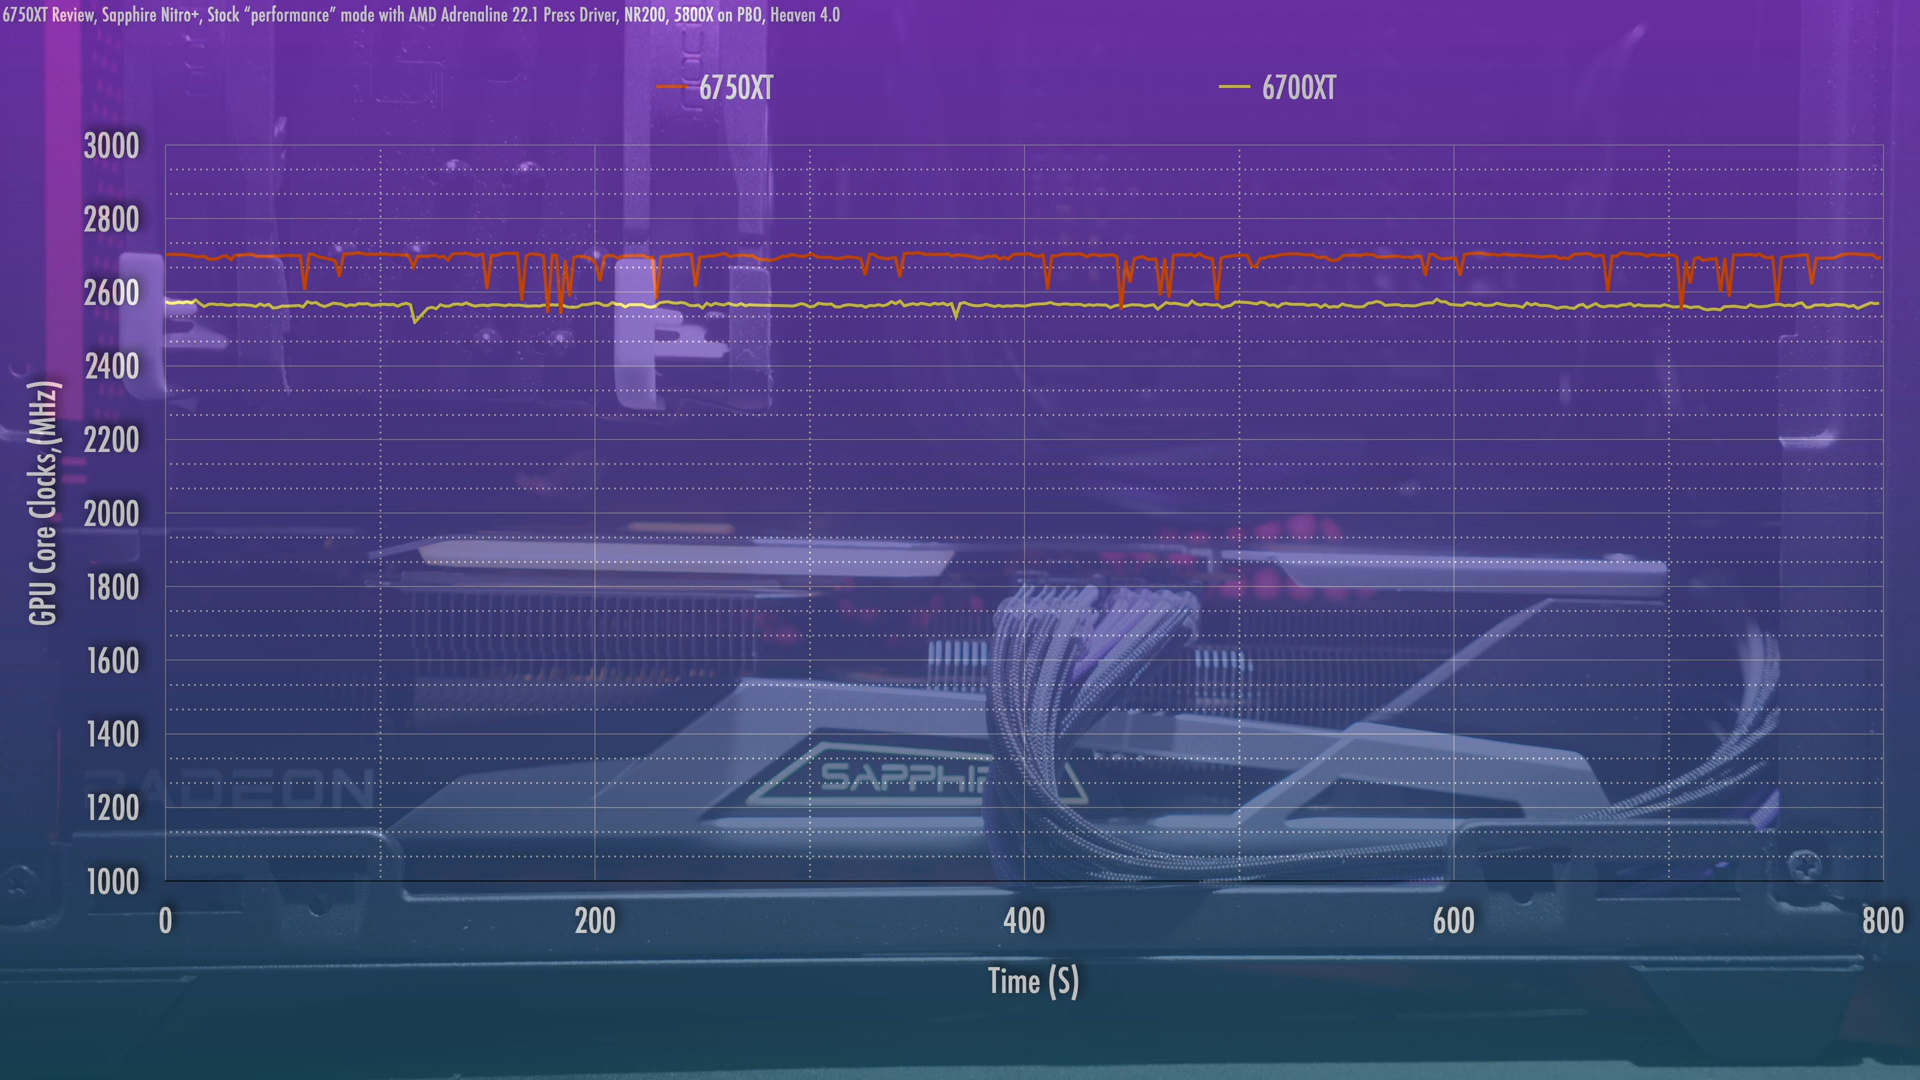 6750XT Review, Sapphire Nitro+, Stock “performance” mode with AMD Adrenaline 22.1 Press Driver, NR200, 5800X on PBO, Heaven 4.0
6750XT
6700XT
3000
2800
2600
2400
2200
2000
1800
1600
1400
1200
1000
GPU Core Clocks,(MHz)
0
200
400
600
800
Time (S)
RADEON
SAPPHIR